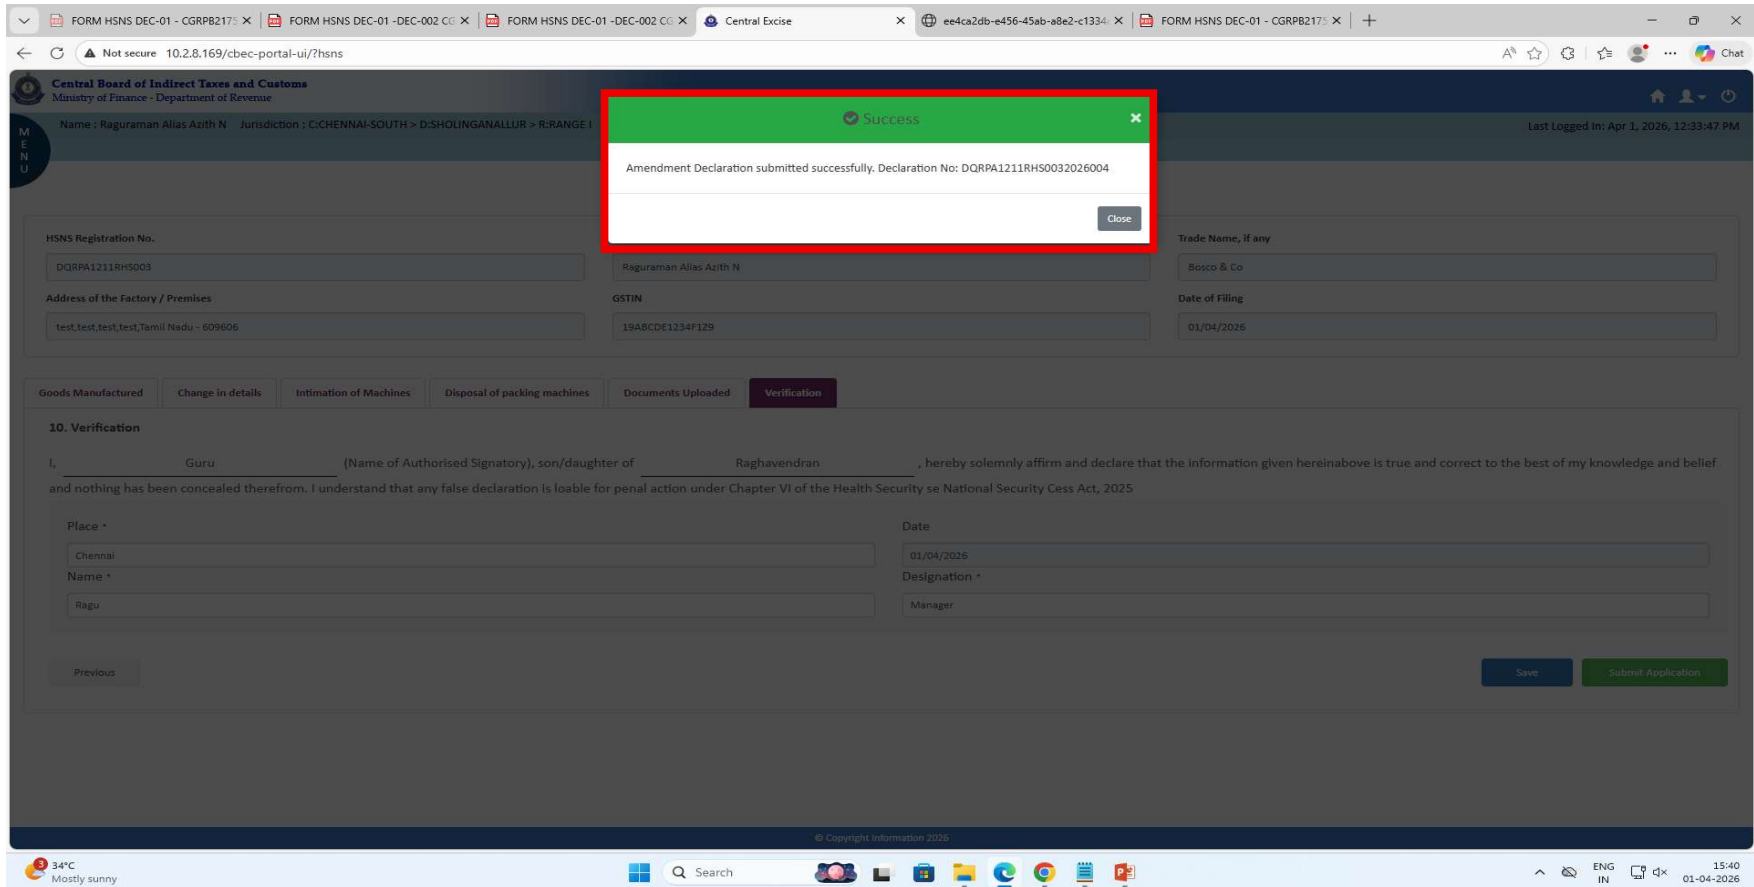 FORM HSNS DEC-01 - CGRPB2175
FORM HSNS DEC-01 -DEC-002 CG
FORM HSNS DEC-01 -DEC-002 CG
Central Excise
ee4ca2db-e456-45ab-a8e2-c1334
FORM HSNS DEC-01 - CGRPB2175
Not secure 10.2.8.169/cbec-portal-ui/?hsns
Chat
Central Board of Indirect Taxes and Customs
Ministry of Finance - Department of Revenue
MENU
Name : Raguraman Alias Azith N Jurisdiction : C:CHENNAI-SOUTH > D:SHOLINGANALLUR > R:RANGE I
Last Logged In: Apr 1, 2026, 12:33:47 PM
Success
Amendment Declaration submitted successfully. Declaration No: DQRPA1211RHS0032026004
Close
HSNS Registration No.
Trade Name, if any
DQRPA1211RHS003
Raguraman Alias Azith N
Bosco & Co
Address of the Factory / Premises
GSTIN
Date of Filing
test,test,test,test,Tamil Nadu - 609606
19ABCDE1234F1Z9
01/04/2026
Goods Manufactured
Change in details
Intimation of Machines
Disposal of packing machines
Documents Uploaded
Verification
10. Verification
I, Guru (Name of Authorised Signatory), son/daughter of Raghavendran , hereby solemnly affirm and declare that the information given hereinabove is true and correct to the best of my knowledge and belief
and nothing has been concealed therefrom. I understand that any false declaration is loable for penal action under Chapter VI of the Health Security se National Security Cess Act, 2025
Place *
Date
Chennai
01/04/2026
Name *
Designation *
Ragu
Manager
Previous
Save
Submit Application
© Copyright Information 2026
3
34°C
Mostly sunny
Search
ENG
IN
15:40
01-04-2026